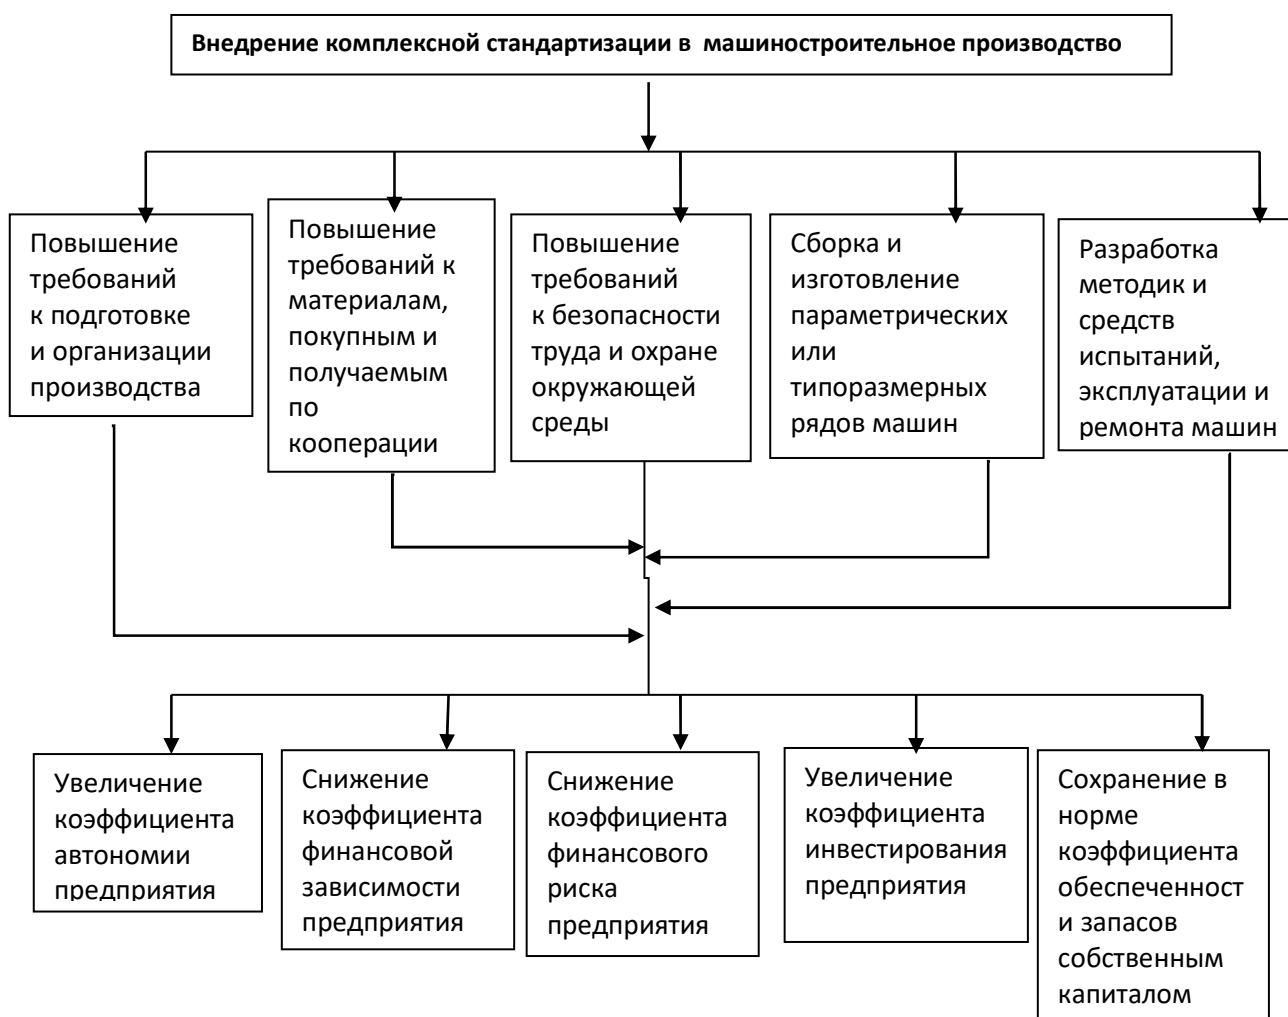 Внедрение комплексной стандартизации в  машиностроительное производство
Повышение
требований
к подготовке
и организации
производства
Повышение
требований к
материалам,
покупным и
получаемым
по
кооперации
Повышение
требований
к безопасности
труда и охране
окружающей
среды
Сборка и
изготовление
параметрических
или
типоразмерных
рядов машин
Разработка
методик и
средств
испытаний,
эксплуатации и
ремонта машин
Увеличение
коэффициента
автономии
предприятия
Снижение
коэффициента
финансовой
зависимости
предприятия
Снижение
коэффициента
финансового
риска
предприятия
Увеличение
коэффициента
инвестирования
предприятия
Сохранение в
норме
коэффициента
обеспеченност
и запасов
собственным
капиталом